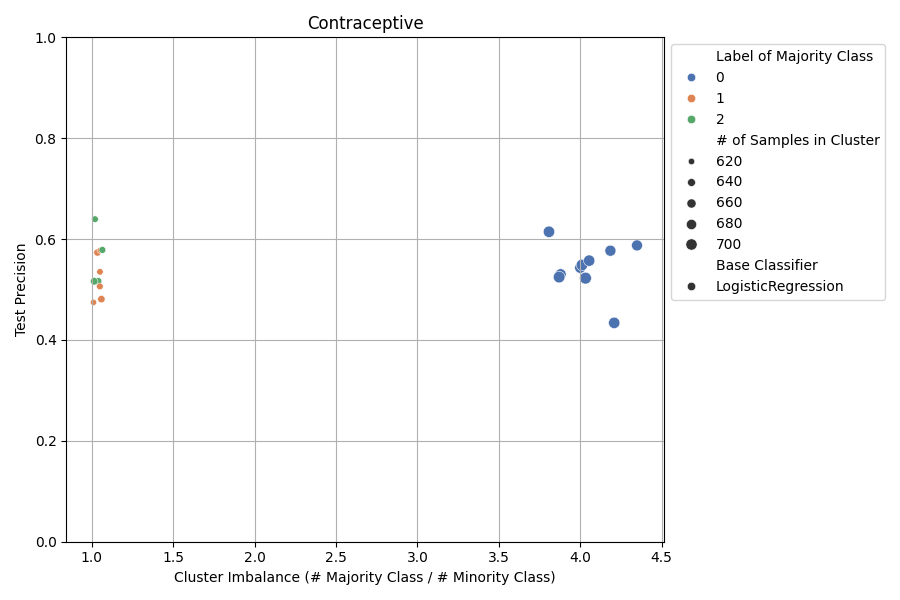 Contraceptive
Test Precision
1.0
0.8
0.6
0.4
0.2
0.0
1.0 1.5 2.0 2.5 3.0 3.5 4.0 4.5
Cluster Imbalance (# Majority Class / # Minority Class)
Label of Majority Class
0
1
2
# of Samples in Cluster
620
640
660
680
700
Base Classifier
LogisticRegression